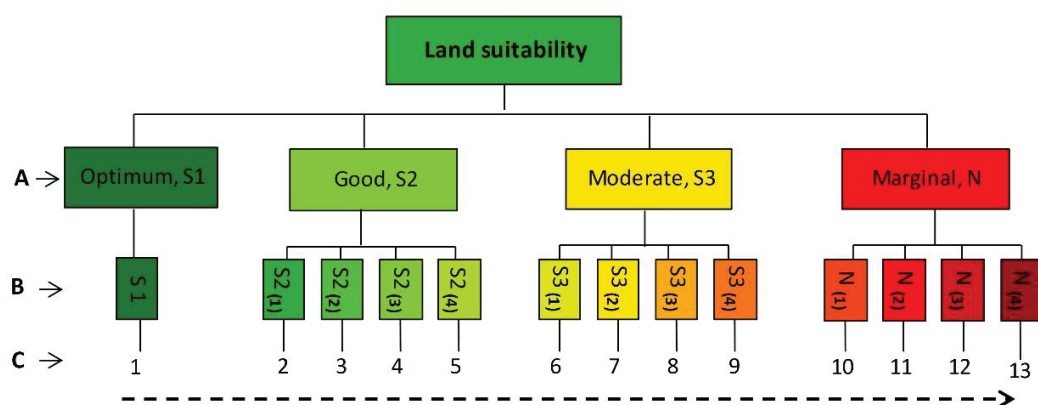 Land suitability
A
Optimum, S1
Good, S2
Moderate, S3
Marginal, N
B
S 1
S2 (1)
S2 (2)
S2 (3)
S2 (4)
S3 (1)
S3 (2)
S3 (3)
S3 (4)
N (1)
N (2)
N (3)
N (4)
C
1 2 3 4 5 6 7 8 9 10 11 12 13